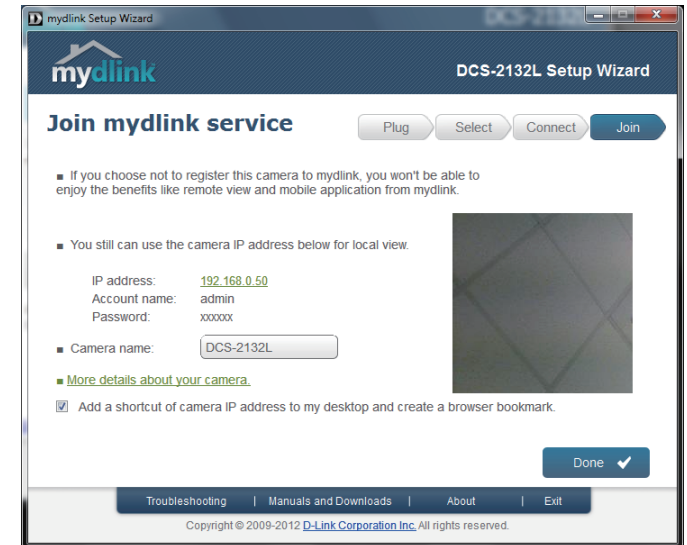 mydlink Setup Wizard
DCS-2132
mydlink
DCS-2132L Setup Wizard
Join mydlink service
Plug
Select
Connect
Join
If you choose not to register this camera to mydlink, you won't be able to
enjoy the benefits like remote view and mobile application from mydlink.
You still can use the camera IP address below for local view.
IP address: 192.168.0.50
Account name: admin
Password: xxxxxx
Camera name: DCS-2132L
More details about your camera.
Add a shortcut of camera IP address to my desktop and create a browser bookmark.
Done
Troubleshooting | Manuals and Downloads | About | Exit
Copyright © 2009-2012 D-Link Corporation Inc. All rights reserved.